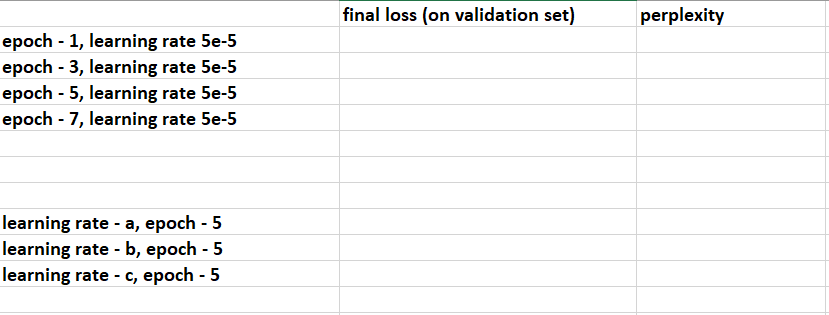 final loss (on validation set) perplexity
epoch - 1, learning rate 5e-5
epoch - 3, learning rate 5e-5
epoch - 5, learning rate 5e-5
epoch - 7, learning rate 5e-5
learning rate - a, epoch - 5
learning rate - b, epoch - 5
learning rate - c, epoch - 5